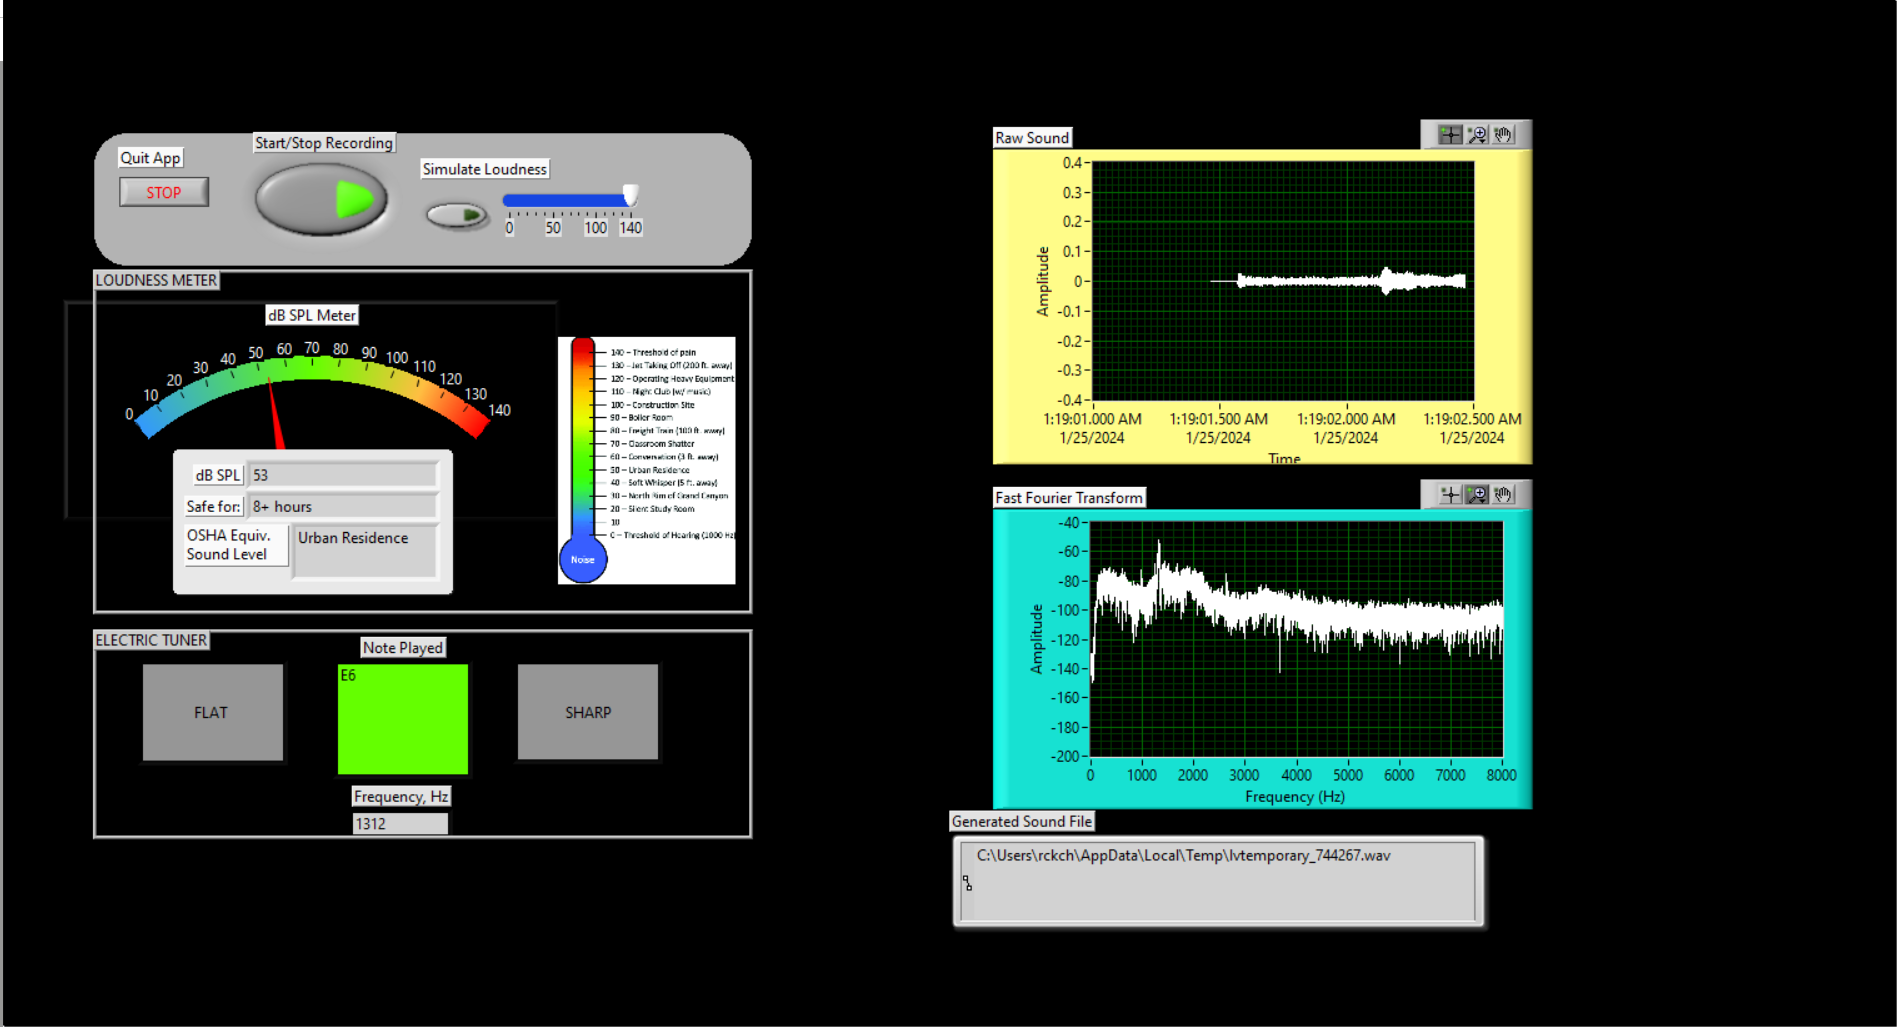 Quit App
STOP
Start/Stop Recording
Simulate Loudness
0 50 100 140
LOUDNESS METER
dB SPL Meter
0 10 20 30 40 50 60 70 80 90 100 110 120 130 140
dB SPL 53
Safe for: 8+ hours
OSHA Equiv. Urban Residence
Sound Level
140 – Threshold of pain
130 – Jet Taking Off (200 ft. away)
120 – Operating Heavy Equipment
110 – Night Club (w/ music)
100 – Construction Site
90 – Boiler Room
80 – Freight Train (100 ft. away)
70 – Classroom Chatter
60 – Conversation (3 ft. away)
50 – Urban Residence
40 – Soft Whisper (5 ft. away)
30 – North Rim of Grand Canyon
20 – Silent Study Room
10
0 – Threshold of Hearing (1000 Hz)
Noise
ELECTRIC TUNER
Note Played
FLAT
E6
SHARP
Frequency, Hz
1312
Raw Sound
Amplitude
0.4
0.3
0.2
0.1
0
-0.1
-0.2
-0.3
-0.4
1:19:01.000 AM 1:19:01.500 AM 1:19:02.000 AM 1:19:02.500 AM
1/25/2024 1/25/2024 1/25/2024 1/25/2024
Time
Fast Fourier Transform
Amplitude
-40
-60
-80
-100
-120
-140
-160
-180
-200
0 1000 2000 3000 4000 5000 6000 7000 8000
Frequency (Hz)
Generated Sound File
C:\Users\rckch\AppData\Local\Temp\lvtemporary_744267.wav